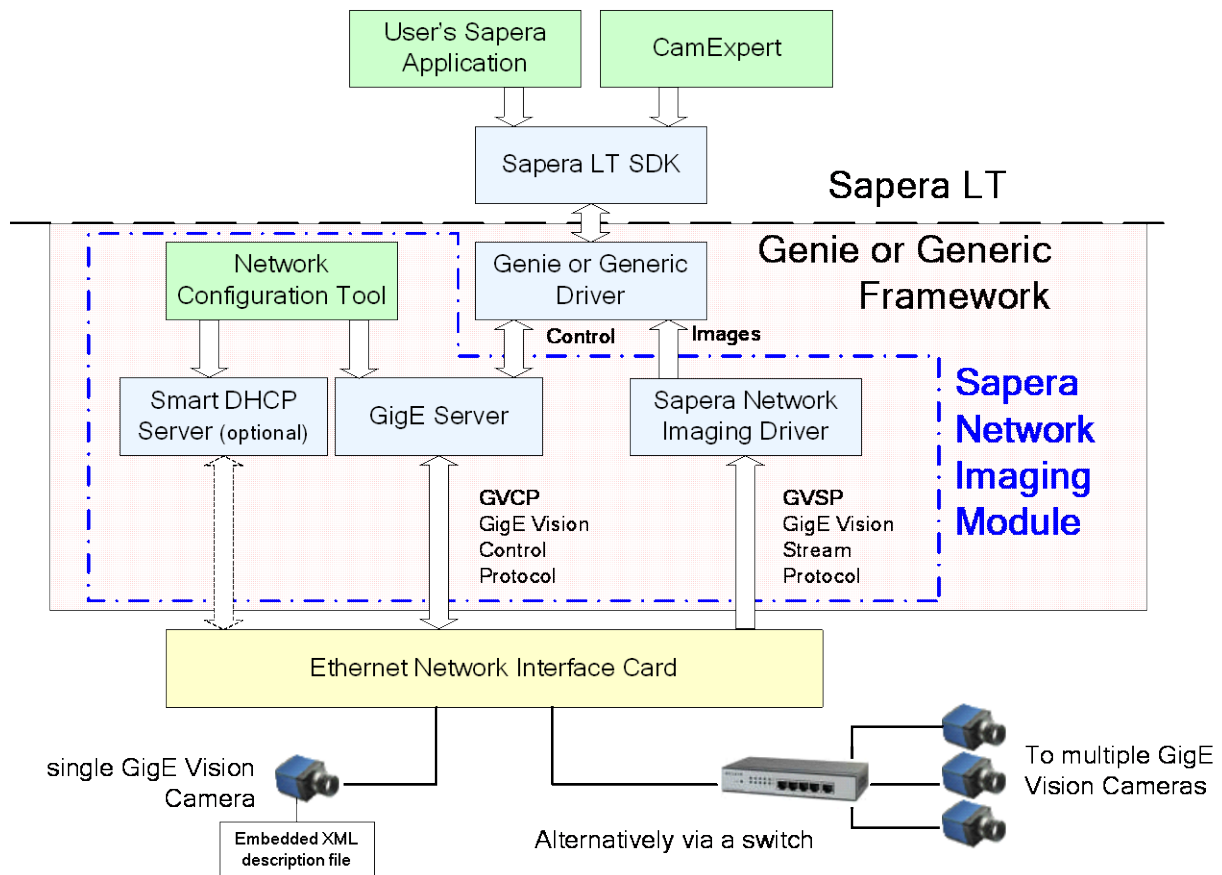 User's Sapera
Application
CamExpert
Sapera LT SDK
Sapera LT
Genie or Generic
Framework
Network
Configuration Tool
Genie or Generic
Driver
Control
Images
Smart DHCP
Server (optional)
GigE Server
Sapera Network
Imaging Driver
Sapera
Network
Imaging
Module
GVCP
GigE Vision
Control
Protocol
GVSP
GigE Vision
Stream
Protocol
Ethernet Network Interface Card
single GigE Vision
Camera
Embedded XML
description file
Alternatively via a switch
To multiple GigE
Vision Cameras